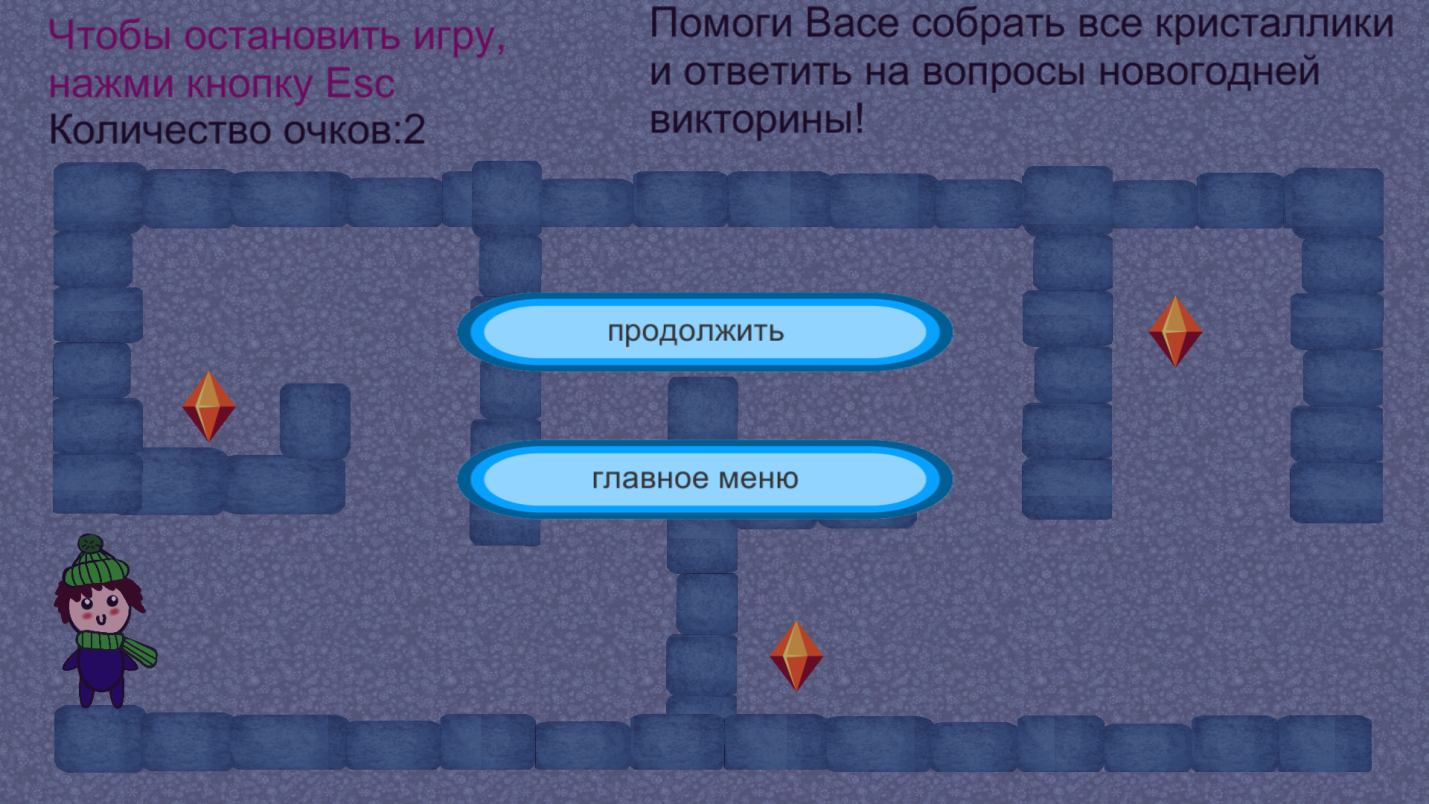 Чтобы остановить игру,
нажми кнопку Esc
Количество очков:2
Помоги Васе собрать все кристаллики
и ответить на вопросы новогодней
викторины!
продолжить
главное меню